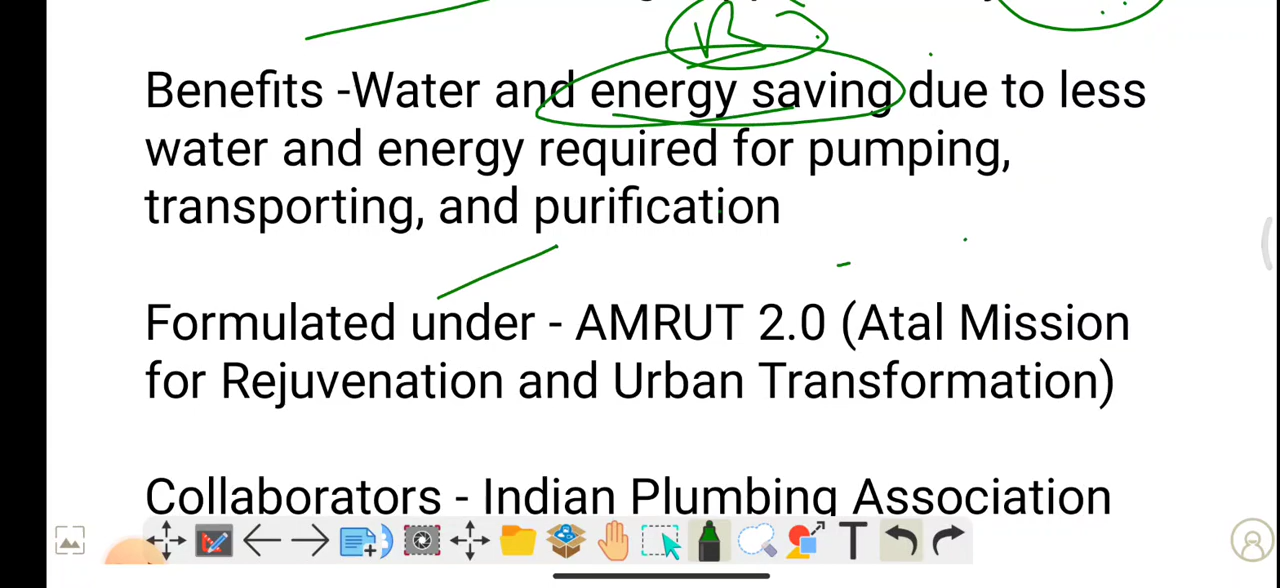 Benefits -Water and energy saving due to less
water and energy required for pumping,
transporting, and purification
Formulated under - AMRUT 2.0 (Atal Mission
for Rejuvenation and Urban Transformation)
Collaborators - Indian Plumbing Association